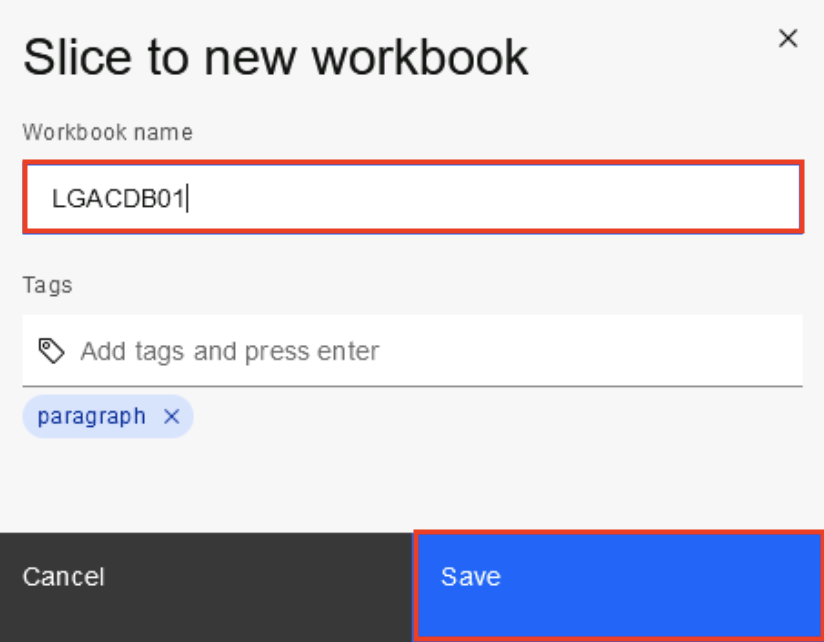 Slice to new workbook
Workbook name
LGACDB01
Tags
Add tags and press enter
paragraph
Cancel
Save